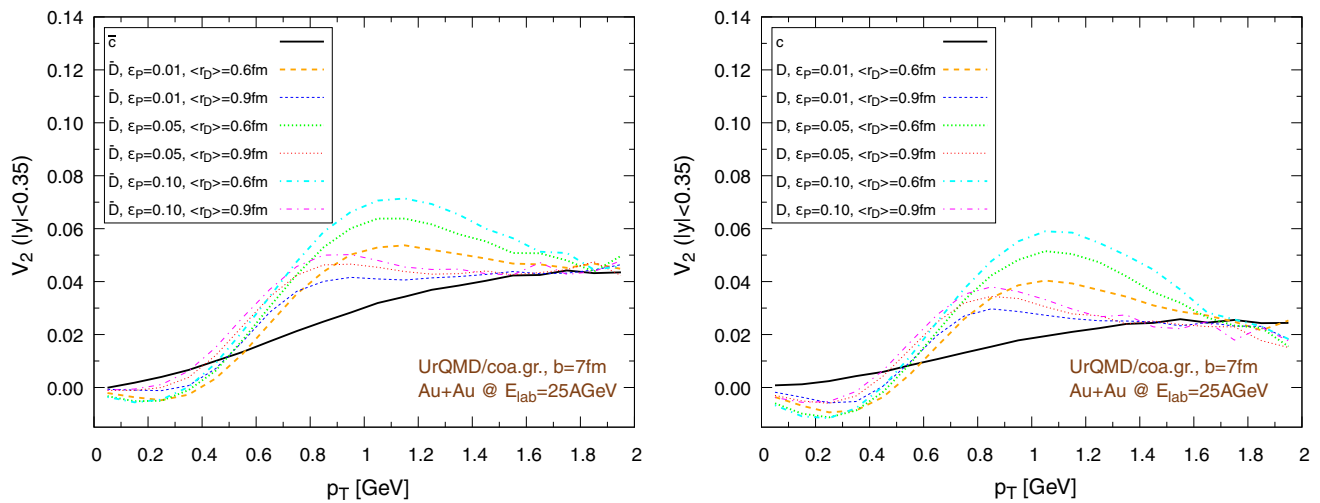 0.14
0.12
0.10
0.08
0.06
0.04
0.02
0.00
V2 (|y|<0.35)
c̅
D̄, εP=0.01, <rD>=0.6fm
D̄, εP=0.01, <rD>=0.9fm
D̄, εP=0.05, <rD>=0.6fm
D̄, εP=0.05, <rD>=0.9fm
D̄, εP=0.10, <rD>=0.6fm
D̄, εP=0.10, <rD>=0.9fm
UrQMD/coa.gr., b=7fm
Au+Au @ Elab=25AGeV
0 0.2 0.4 0.6 0.8 1 1.2 1.4 1.6 1.8 2
pT [GeV]
0.14
0.12
0.10
0.08
0.06
0.04
0.02
0.00
V2 (|y|<0.35)
c
D, εP=0.01, <rD>=0.6fm
D, εP=0.01, <rD>=0.9fm
D, εP=0.05, <rD>=0.6fm
D, εP=0.05, <rD>=0.9fm
D, εP=0.10, <rD>=0.6fm
D, εP=0.10, <rD>=0.9fm
UrQMD/coa.gr., b=7fm
Au+Au @ Elab=25AGeV
0 0.2 0.4 0.6 0.8 1 1.2 1.4 1.6 1.8 2
pT [GeV]